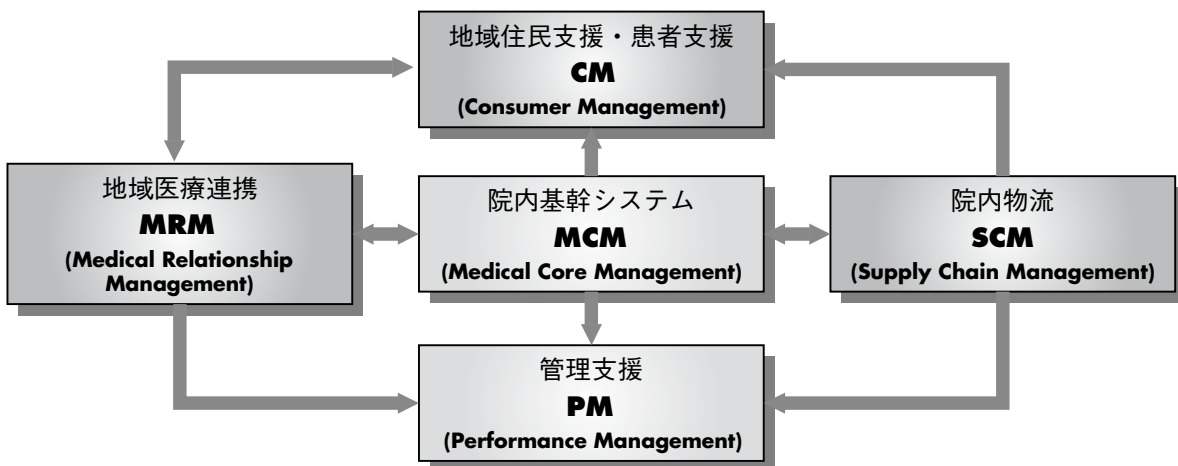 地域住民支援・患者支援
CM
(Consumer Management)
地域医療連携
MRM
(Medical Relationship
Management)
院内基幹システム
MCM
(Medical Core Management)
院内物流
SCM
(Supply Chain Management)
管理支援
PM
(Performance Management)